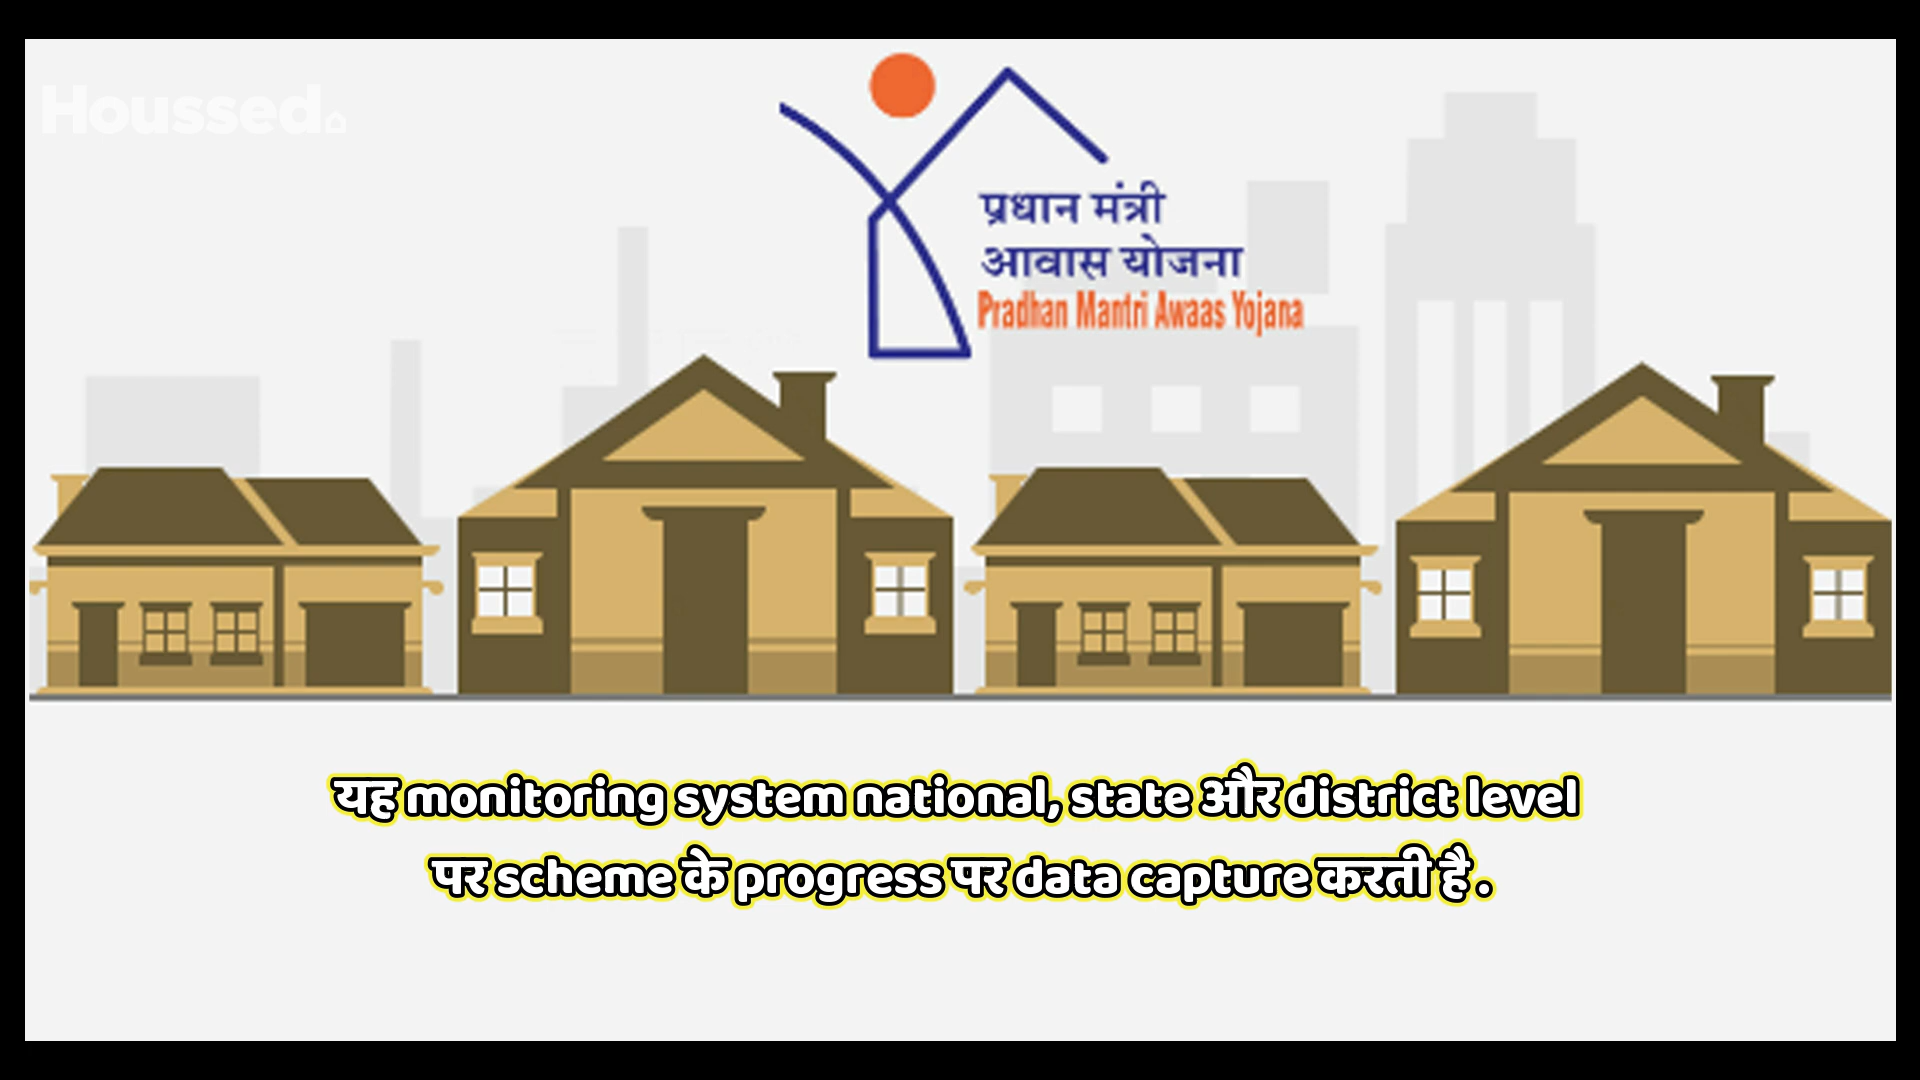 Houssed
प्रधान मंत्री
आवास योजना
Pradhan Mantri Awaas Yojana
यह monitoring system national, state और district level
पर scheme के progress पर data capture करती है .